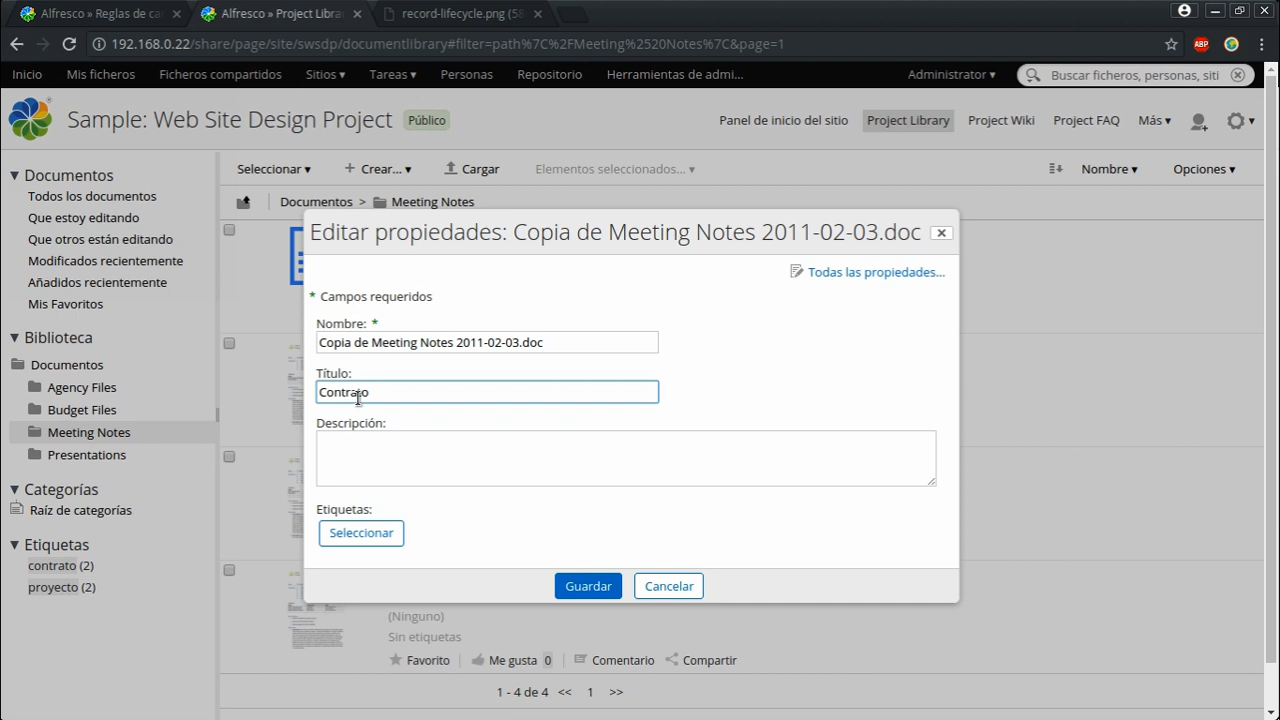 Alfresco » Reglas de ca
Alfresco » Project Libra
record-lifecycle.png (58
192.168.0.22/share/page/site/swsdp/documentlibrary#filter=path%7C%2FMeeting%2520Notes%7C&page=1
ABP
Inicio Mis ficheros Ficheros compartidos Sitios Tareas Personas Repositorio Herramientas de admi... Administrator Buscar ficheros, personas, siti
Sample: Web Site Design Project Público Panel de inicio del sitio Project Library Project Wiki Project FAQ Más
Documentos
Todos los documentos
Que estoy editando
Que otros están editando
Modificados recientemente
Añadidos recientemente
Mis Favoritos
Biblioteca
Documentos
Agency Files
Budget Files
Meeting Notes
Presentations
Categorías
Raíz de categorías
Etiquetas
contrato (2)
proyecto (2)
Seleccionar + Crear... Cargar Elementos seleccionados... Nombre Opciones
Documentos > Meeting Notes
Editar propiedades: Copia de Meeting Notes 2011-02-03.doc
Todas las propiedades...
* Campos requeridos
Nombre: *
Copia de Meeting Notes 2011-02-03.doc
Título:
Contrato
Descripción:
Etiquetas:
Seleccionar
Guardar Cancelar
(Ninguno)
Sin etiquetas
Favorito Me gusta 0 Comentario Compartir
1 - 4 de 4 << 1 >>